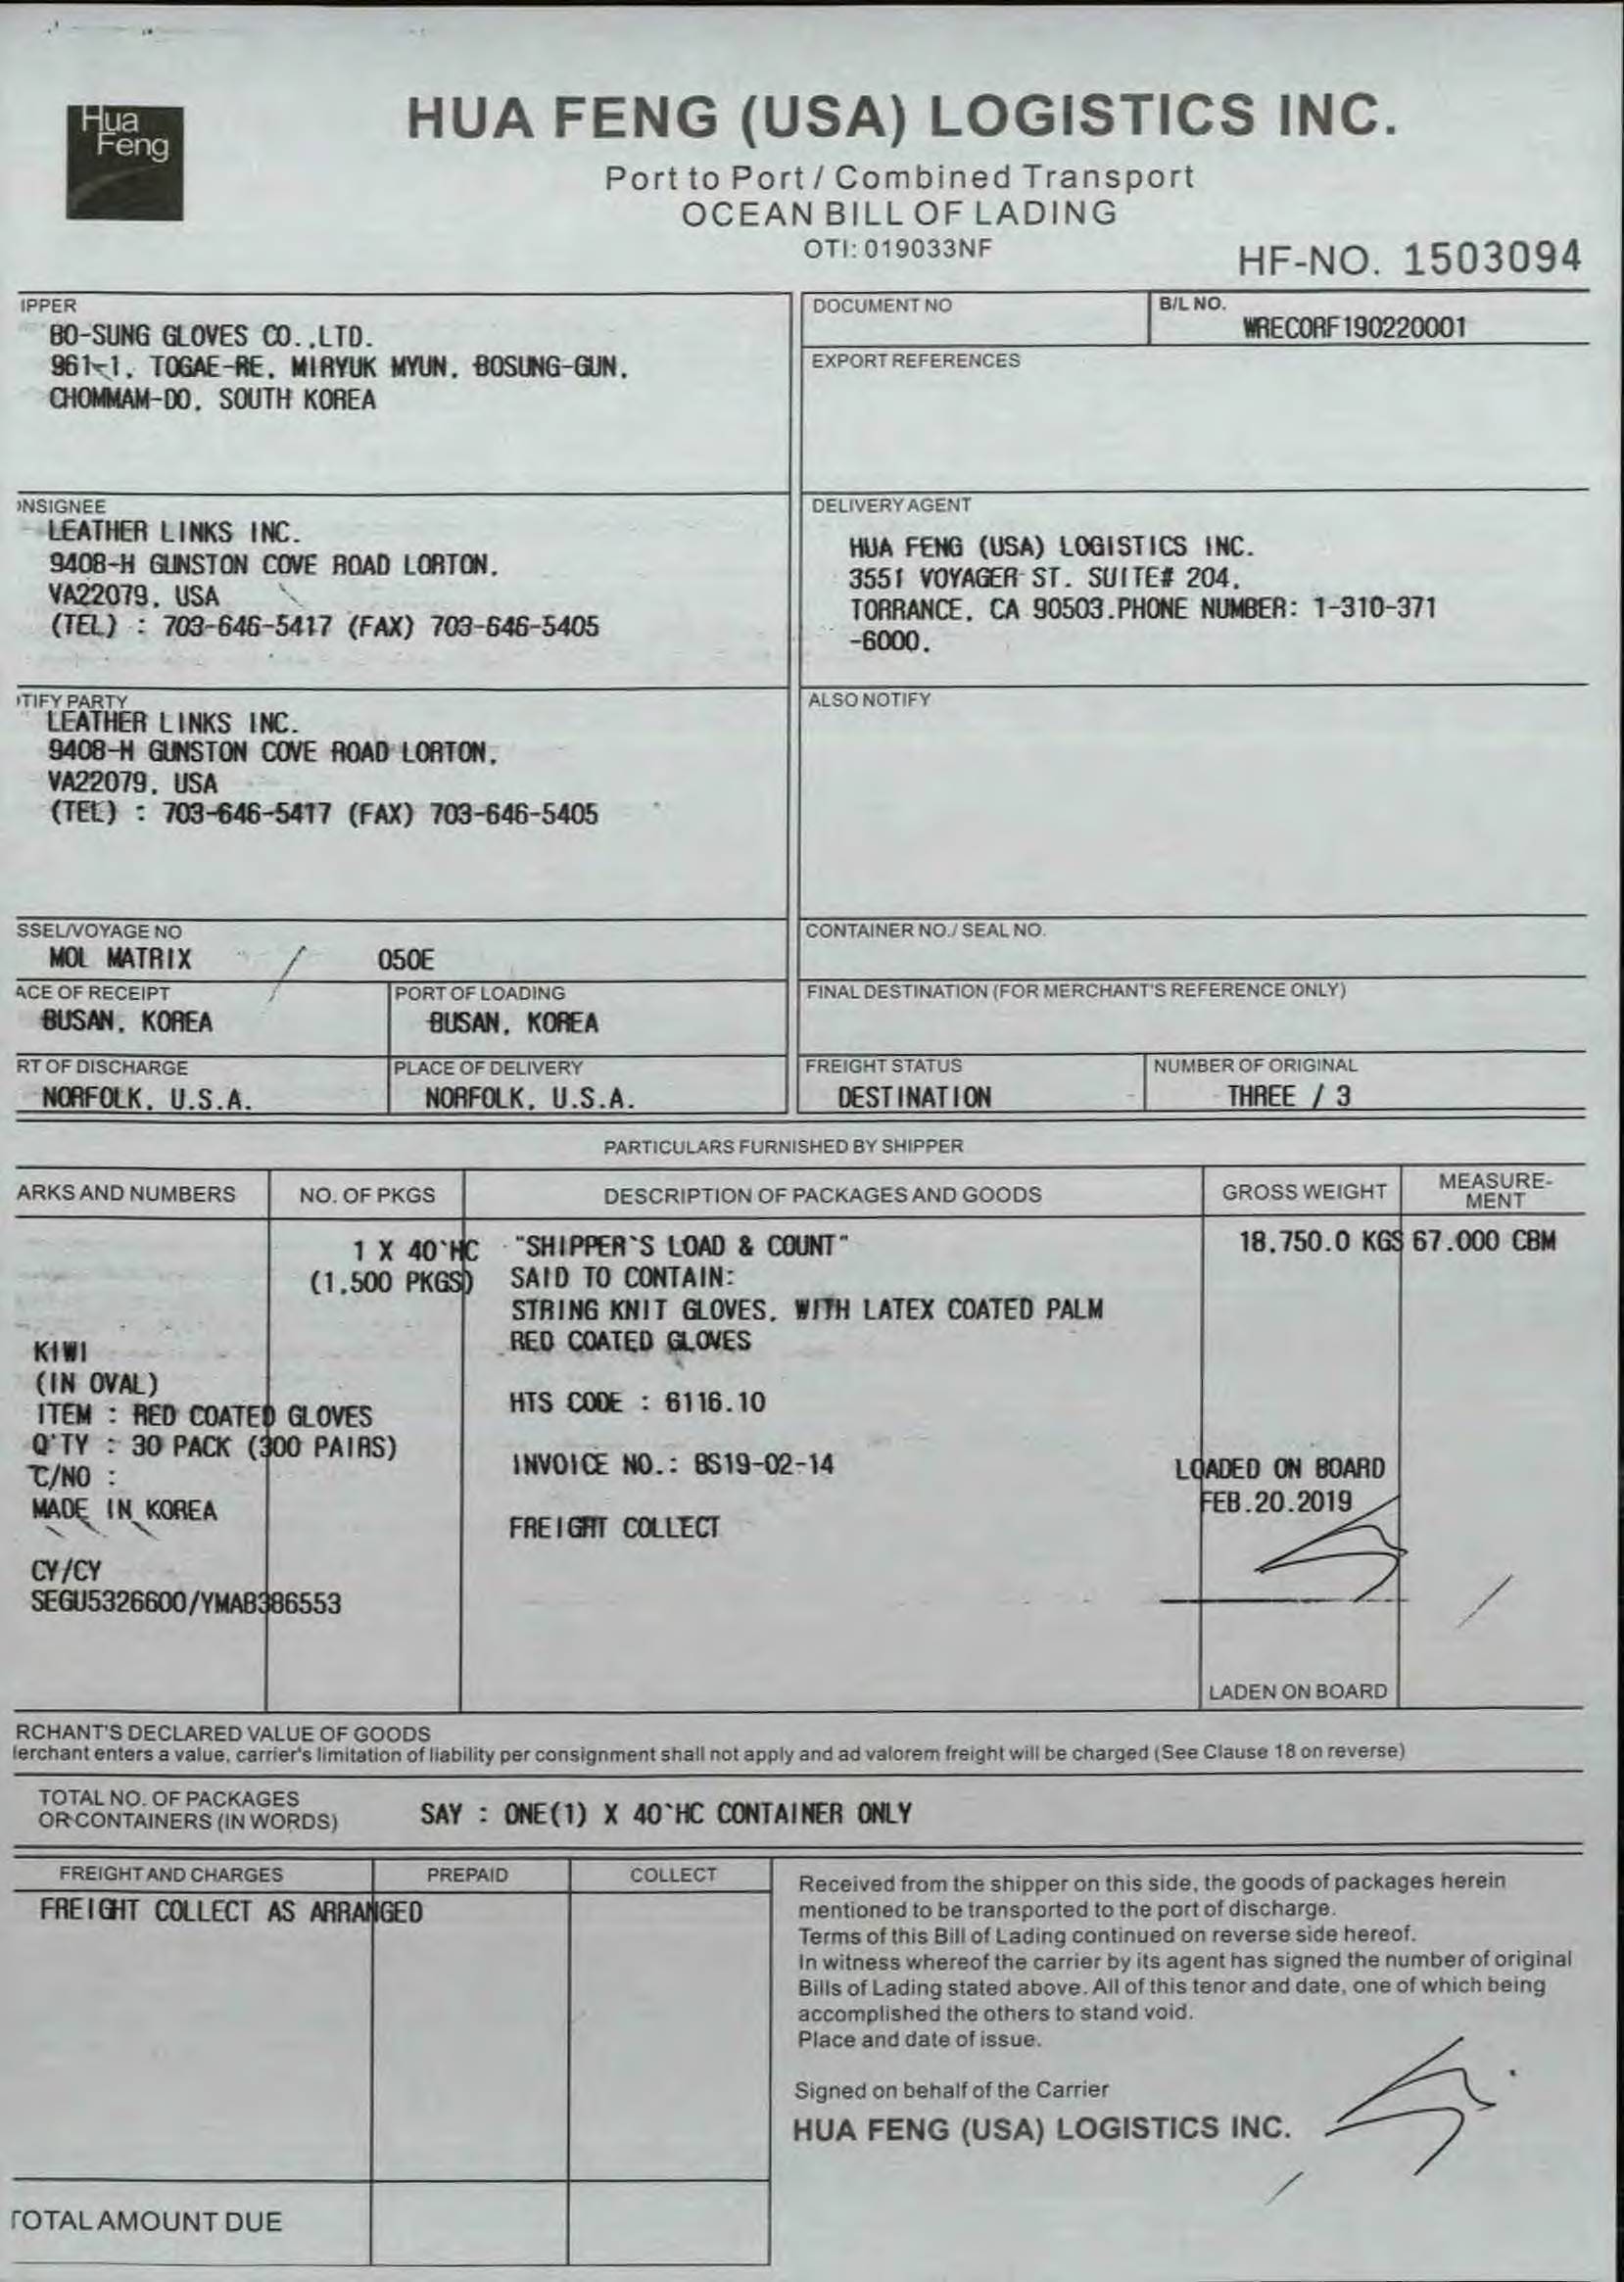 Hua
Feng
HUA FENG (USA) LOGISTICS INC.
Port to Port / Combined Transport
OCEAN BILL OF LADING
OTI: 019033NF
HF-NO. 1503094
IPPER
BO-SUNG GLOVES CO.,LTD.
961-1, TOGAE-RE, MIRYUK MYUN, BOSUNG-GUN,
CHOMMAM-DO, SOUTH KOREA
DOCUMENT NO
B/L NO.
WRECORF190220001
EXPORT REFERENCES
ONSIGNEE
LEATHER LINKS INC.
9408-H GUNSTON COVE ROAD LORTON,
VA22079, USA
(TEL) : 703-646-5417 (FAX) 703-646-5405
DELIVERY AGENT
HUA FENG (USA) LOGISTICS INC.
3551 VOYAGER ST. SUITE# 204,
TORRANCE, CA 90503.PHONE NUMBER: 1-310-371
-6000.
TIFY PARTY
LEATHER LINKS INC.
9408-H GUNSTON COVE ROAD LORTON,
VA22079, USA
(TEL) : 703-646-5417 (FAX) 703-646-5405
ALSO NOTIFY
SSEL/VOYAGE NO
MOL MATRIX / 050E
CONTAINER NO./ SEAL NO.
ACE OF RECEIPT
BUSAN, KOREA
PORT OF LOADING
BUSAN, KOREA
FINAL DESTINATION (FOR MERCHANT'S REFERENCE ONLY)
RT OF DISCHARGE
NORFOLK, U.S.A.
PLACE OF DELIVERY
NORFOLK, U.S.A.
FREIGHT STATUS
DESTINATION
NUMBER OF ORIGINAL
THREE / 3
PARTICULARS FURNISHED BY SHIPPER
ARKS AND NUMBERS
NO. OF PKGS
DESCRIPTION OF PACKAGES AND GOODS
GROSS WEIGHT
MEASURE-
MENT
1 X 40`HC
(1,500 PKGS)
"SHIPPER`S LOAD & COUNT"
SAID TO CONTAIN:
STRING KNIT GLOVES, WITH LATEX COATED PALM
RED COATED GLOVES
HTS CODE : 6116.10
INVOICE NO.: BS19-02-14
FREIGHT COLLECT
18,750.0 KGS
67.000 CBM
KIWI
(IN OVAL)
ITEM : RED COATED GLOVES
Q'TY : 30 PACK (300 PAIRS)
C/NO :
MADE IN KOREA
CY/CY
SEGU5326600/YMAB386553
LOADED ON BOARD
FEB.20.2019
LADEN ON BOARD
RCHANT'S DECLARED VALUE OF GOODS
lerchant enters a value, carrier's limitation of liability per consignment shall not apply and ad valorem freight will be charged (See Clause 18 on reverse)
TOTAL NO. OF PACKAGES
OR CONTAINERS (IN WORDS)
SAY : ONE(1) X 40`HC CONTAINER ONLY
FREIGHT AND CHARGES
PREPAID
COLLECT
FREIGHT COLLECT AS ARRANGED
TOTAL AMOUNT DUE
Received from the shipper on this side, the goods of packages herein
mentioned to be transported to the port of discharge.
Terms of this Bill of Lading continued on reverse side hereof.
In witness whereof the carrier by its agent has signed the number of original
Bills of Lading stated above. All of this tenor and date, one of which being
accomplished the others to stand void.
Place and date of issue.
Signed on behalf of the Carrier
HUA FENG (USA) LOGISTICS INC.